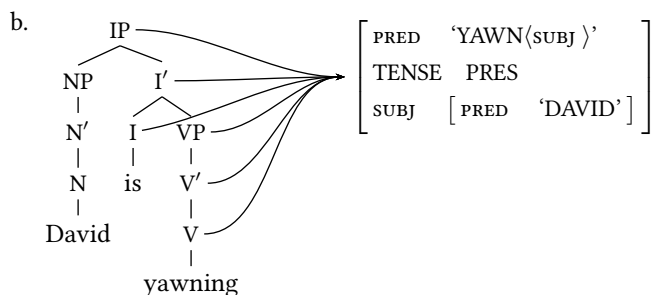 b.
IP
PRED ‘YAWN⟨SUBJ⟩’
NP I′
TENSE PRES
SUBJ [PRED ‘DAVID’]
N′ I VP
N is V′
David V
yawning